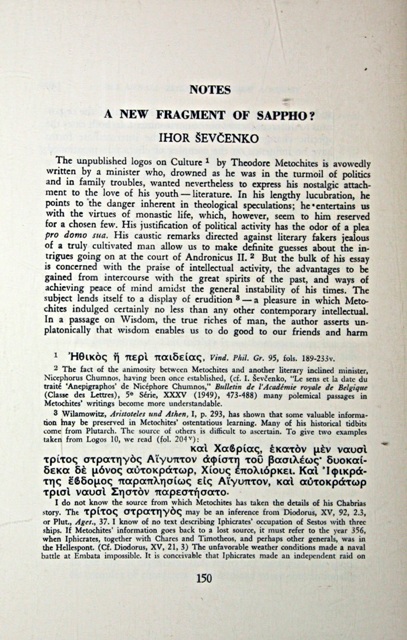 NOTES
A NEW FRAGMENT OF SAPPHO?
IHOR ŠEVČENKO
The unpublished logos on Culture 1 by Theodore Metochites is avowedly
written by a minister who, drowned as he was in the turmoil of politics
and in family troubles, wanted nevertheless to express his nostalgic attach-
ment to the love of his youth — literature. In his lengthy lucubration, he
points to the danger inherent in theological speculations; he entertains us
with the virtues of monastic life, which, however, seem to him reserved
for a chosen few. His justification of political activity has the odor of a plea
pro domo sua. His caustic remarks directed against literary fakers jealous
of a truly cultivated man allow us to make definite guesses about the in-
trigues going on at the court of Andronicus II. 2 But the bulk of his essay
is concerned with the praise of intellectual activity, the advantages to be
gained from intercourse with the great spirits of the past, and ways of
achieving peace of mind amidst the general instability of his times. The
subject lends itself to a display of erudition 3 — a pleasure in which Meto-
chites indulged certainly no less than any other contemporary intellectual.
In a passage on Wisdom, the true riches of man, the author asserts un-
platonically that wisdom enables us to do good to our friends and harm
1 Ἠθικὸς ἢ περὶ παιδείας, Vind. Phil. Gr. 95, fols. 189-233v.
2 The fact of the animosity between Metochites and another literary inclined minister,
Nicephorus Chumnos, having been once established, (cf. I. Ševčenko, "Le sens et la date du
traité 'Anepigraphos' de Nicéphore Chumnos," Bulletin de l'Académie royale de Belgique
(Classe des Lettres), 5e Série, XXXV (1949), 473-488) many polemical passages in
Metochites' writings become more understandable.
3 Wilamowitz, Aristoteles und Athen, I, p. 293, has shown that some valuable informa-
tion may be preserved in Metochites' ostentatious learning. Many of his historical tidbits
come from Plutarch. The source of others is difficult to ascertain. To give two examples
taken from Logos 10, we read (fol. 204v):
καὶ Χαβρίας, ἑκατὸν μὲν ναυσὶ
τρίτος στρατηγὸς Αἴγυπτον ἀφίστη τοῦ βασιλέως· δυοκαί-
δεκα δὲ μόνος αὐτοκράτωρ, Χίους ἐπολιόρκει. Καὶ Ἰφικρά-
της ἕβδομος παραπλησίως εἰς Αἴγυπτον, καὶ αὐτοκράτωρ
τρισὶ ναυσὶ Σηστὸν παρεστήσατο.
I do not know the source from which Metochites has taken the details of his Chabrias
story. The τρίτος στρατηγὸς may be an inference from Diodorus, XV, 92, 2.3,
or Plut., Ages., 37. I know of no text describing Iphicrates' occupation of Sestos with three
ships. If Metochites' information goes back to a lost source, it must refer to the year 356,
when Iphicrates, together with Chares and Timotheos, and perhaps other generals, was in
the Hellespont. (Cf. Diodorus, XV, 21, 3) The unfavorable weather conditions made a naval
battle at Embata impossible. It is conceivable that Iphicrates made an independent raid on
150